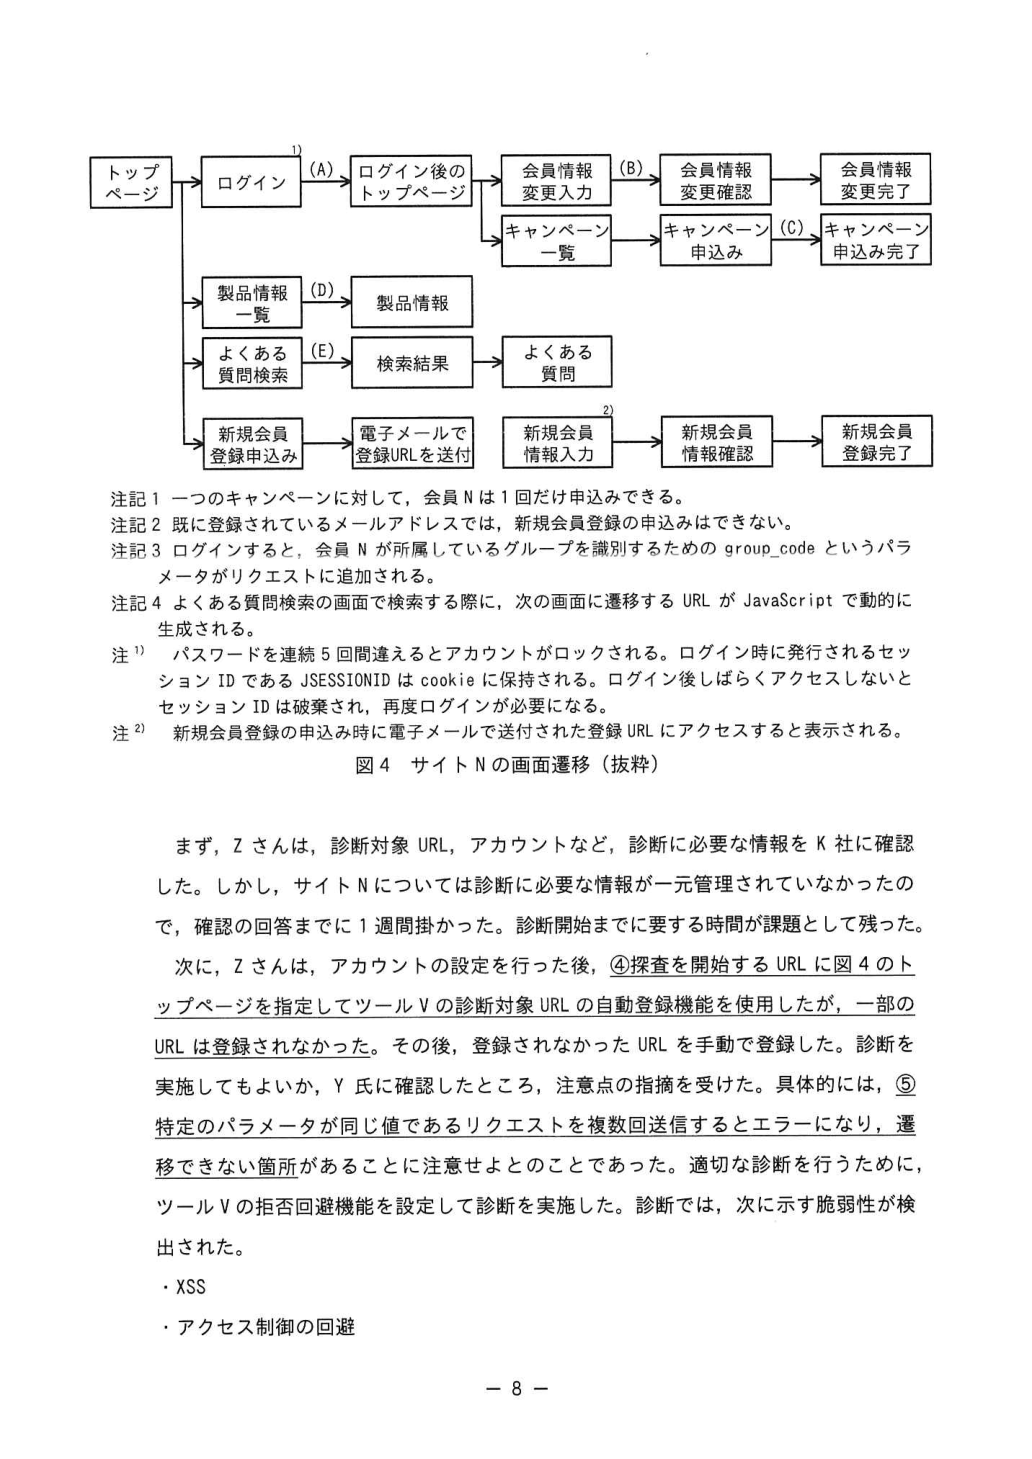 トップ
ページ
ログイン
1)
(A)
ログイン後の
トップページ
会員情報
変更入力
(B)
会員情報
変更確認
会員情報
変更完了
キャンペーン
一覧
キャンペーン
申込み
(C)
キャンペーン
申込み完了
製品情報
一覧
(D)
製品情報
よくある
質問検索
(E)
検索結果
よくある
質問
新規会員
登録申込み
電子メールで
登録URLを送付
新規会員
情報入力
2)
新規会員
情報確認
新規会員
登録完了
注記1 一つのキャンペーンに対して，会員Nは1回だけ申込みできる。
注記2 既に登録されているメールアドレスでは，新規会員登録の申込みはできない。
注記3 ログインすると，会員 N が所属しているグループを識別するための group_code というパラ
メータがリクエストに追加される。
注記4 よくある質問検索の画面で検索する際に，次の画面に遷移する URL が JavaScript で動的に
生成される。
注1) パスワードを連続5回間違えるとアカウントがロックされる。ログイン時に発行されるセッ
ション ID である JSESSIONID は cookie に保持される。ログイン後しばらくアクセスしないと
セッション ID は破棄され，再度ログインが必要になる。
注2) 新規会員登録の申込み時に電子メールで送付された登録 URL にアクセスすると表示される。
図4 サイトNの画面遷移（抜粋）
まず，Z さんは，診断対象 URL，アカウントなど，診断に必要な情報を K 社に確認
した。しかし，サイトNについては診断に必要な情報が一元管理されていなかったの
で，確認の回答までに1週間掛かった。診断開始までに要する時間が課題として残った。
次に，Z さんは，アカウントの設定を行った後，④探査を開始する URL に図 4 のト
ップページを指定してツール V の診断対象 URL の自動登録機能を使用したが，一部の
URL は登録されなかった。その後，登録されなかった URL を手動で登録した。診断を
実施してもよいか，Y 氏に確認したところ，注意点の指摘を受けた。具体的には，⑤
特定のパラメータが同じ値であるリクエストを複数回送信するとエラーになり，遷
移できない箇所があることに注意せよとのことであった。適切な診断を行うために，
ツール V の拒否回避機能を設定して診断を実施した。診断では，次に示す脆弱性が検
出された。
・XSS
・アクセス制御の回避
－ 8 －